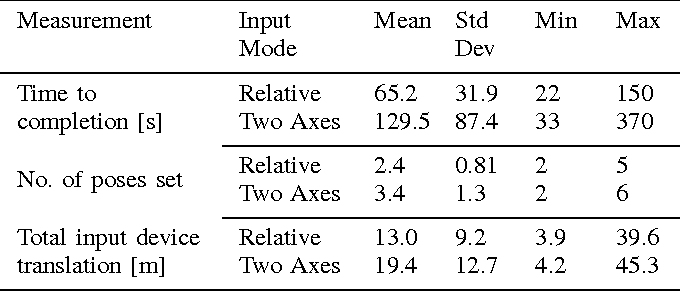 Measurement Input Mode Mean Std Dev Min Max
Time to completion [s] Relative 65.2 31.9 22 150
Two Axes 129.5 87.4 33 370
No. of poses set Relative 2.4 0.81 2 5
Two Axes 3.4 1.3 2 6
Total input device translation [m] Relative 13.0 9.2 3.9 39.6
Two Axes 19.4 12.7 4.2 45.3